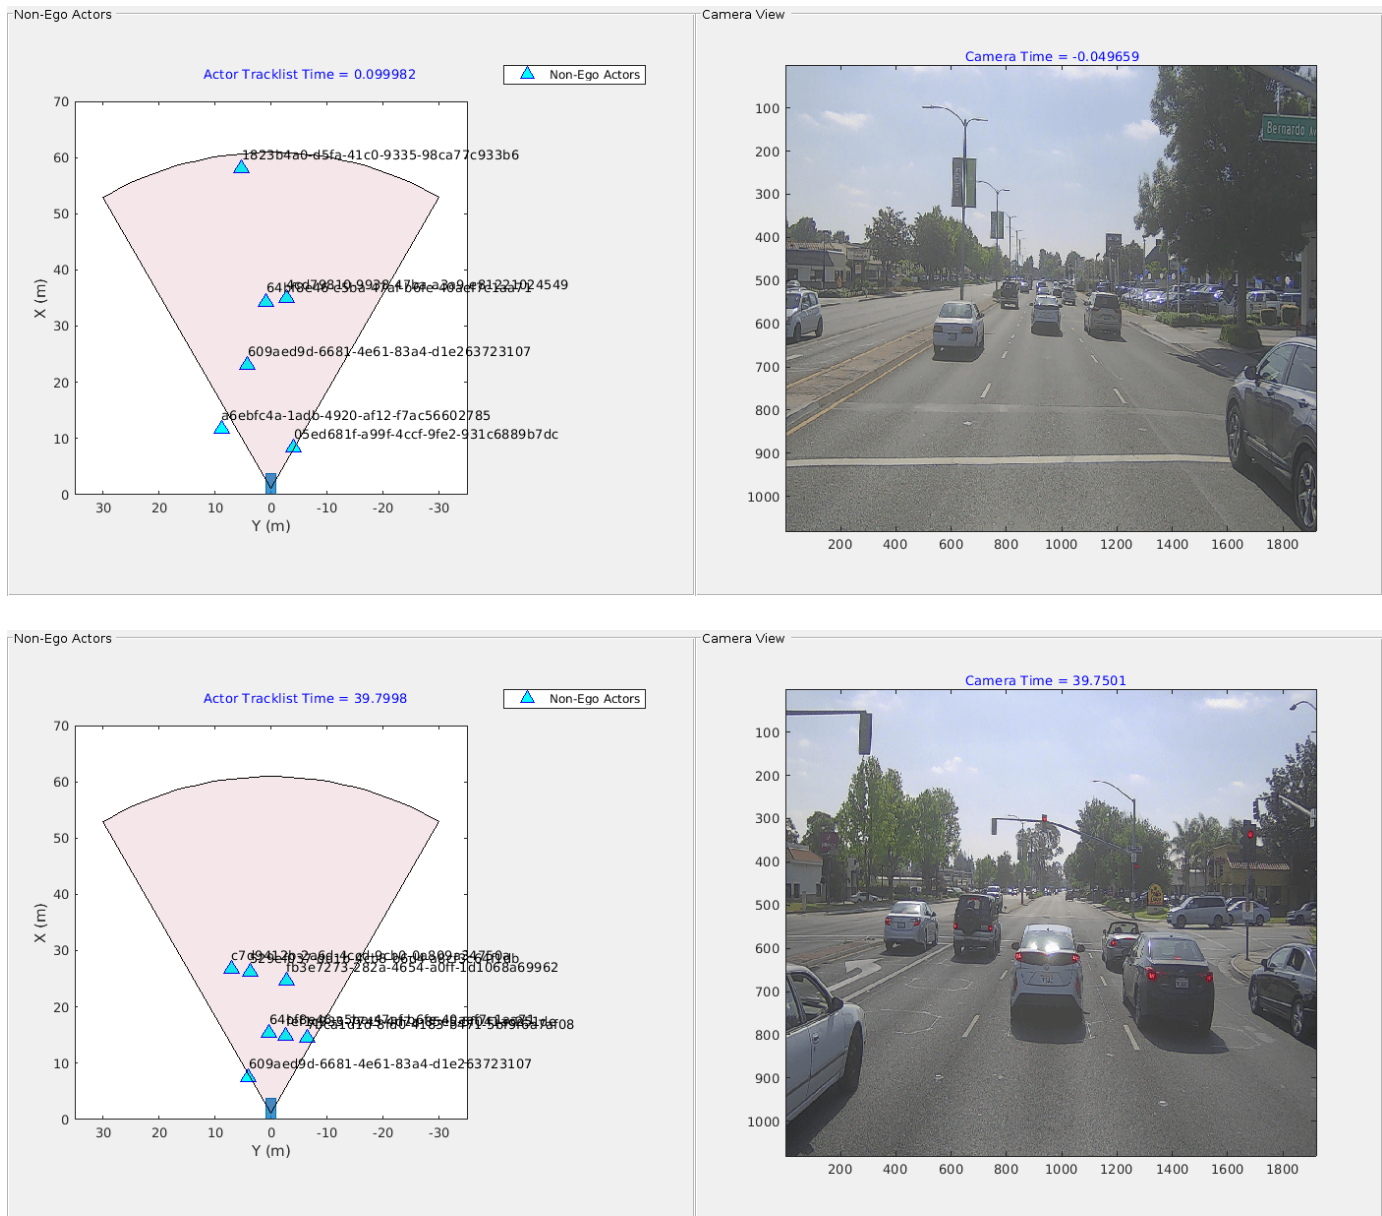 Non-Ego Actors
Camera View
Actor Tracklist Time = 0.099982
Non-Ego Actors
Camera Time = -0.049659
70
60
50
40
30
20
10
0
X (m)
1823b4a0-d5fa-41c0-9335-98ca77c933b6
609aed9d-6681-4e61-83a4-d1e263723107
a6ebfc4a-1adb-4920-af12-f7ac56602785
05ed681f-a99f-4ccf-9fe2-931c6889b7dc
30 20 10 0 -10 -20 -30
Y (m)
100
200
300
400
500
600
700
800
900
1000
Bernardo
200 400 600 800 1000 1200 1400 1600 1800
Non-Ego Actors
Camera View
Actor Tracklist Time = 39.7998
Non-Ego Actors
Camera Time = 39.7501
70
60
50
40
30
20
10
0
X (m)
fb3e7273-282a-4654-a0ff-1d1068a69962
609aed9d-6681-4e61-83a4-d1e263723107
30 20 10 0 -10 -20 -30
Y (m)
100
200
300
400
500
600
700
800
900
1000
200 400 600 800 1000 1200 1400 1600 1800